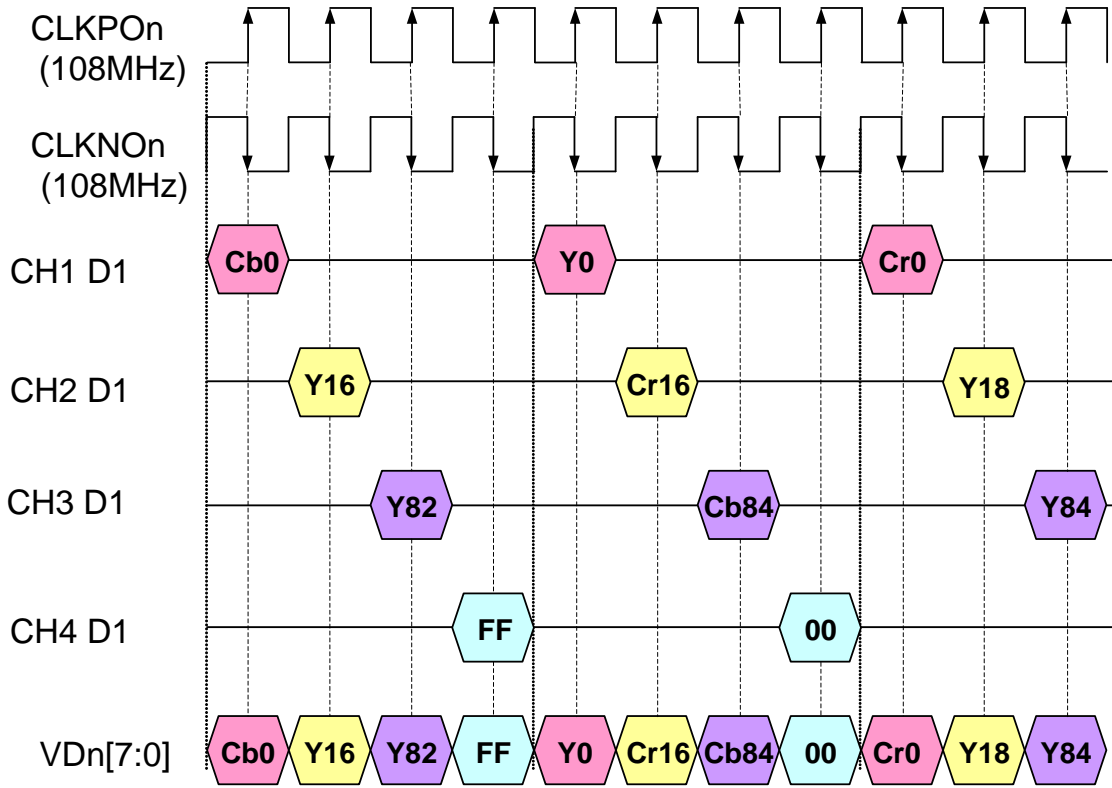 CLKPOn
(108MHz)
CLKNOn
(108MHz)
CH1 D1 Cb0 Y0 Cr0
CH2 D1 Y16 Cr16 Y18
CH3 D1 Y82 Cb84 Y84
CH4 D1 FF 00
VDn[7:0] Cb0 Y16 Y82 FF Y0 Cr16 Cb84 00 Cr0 Y18 Y84